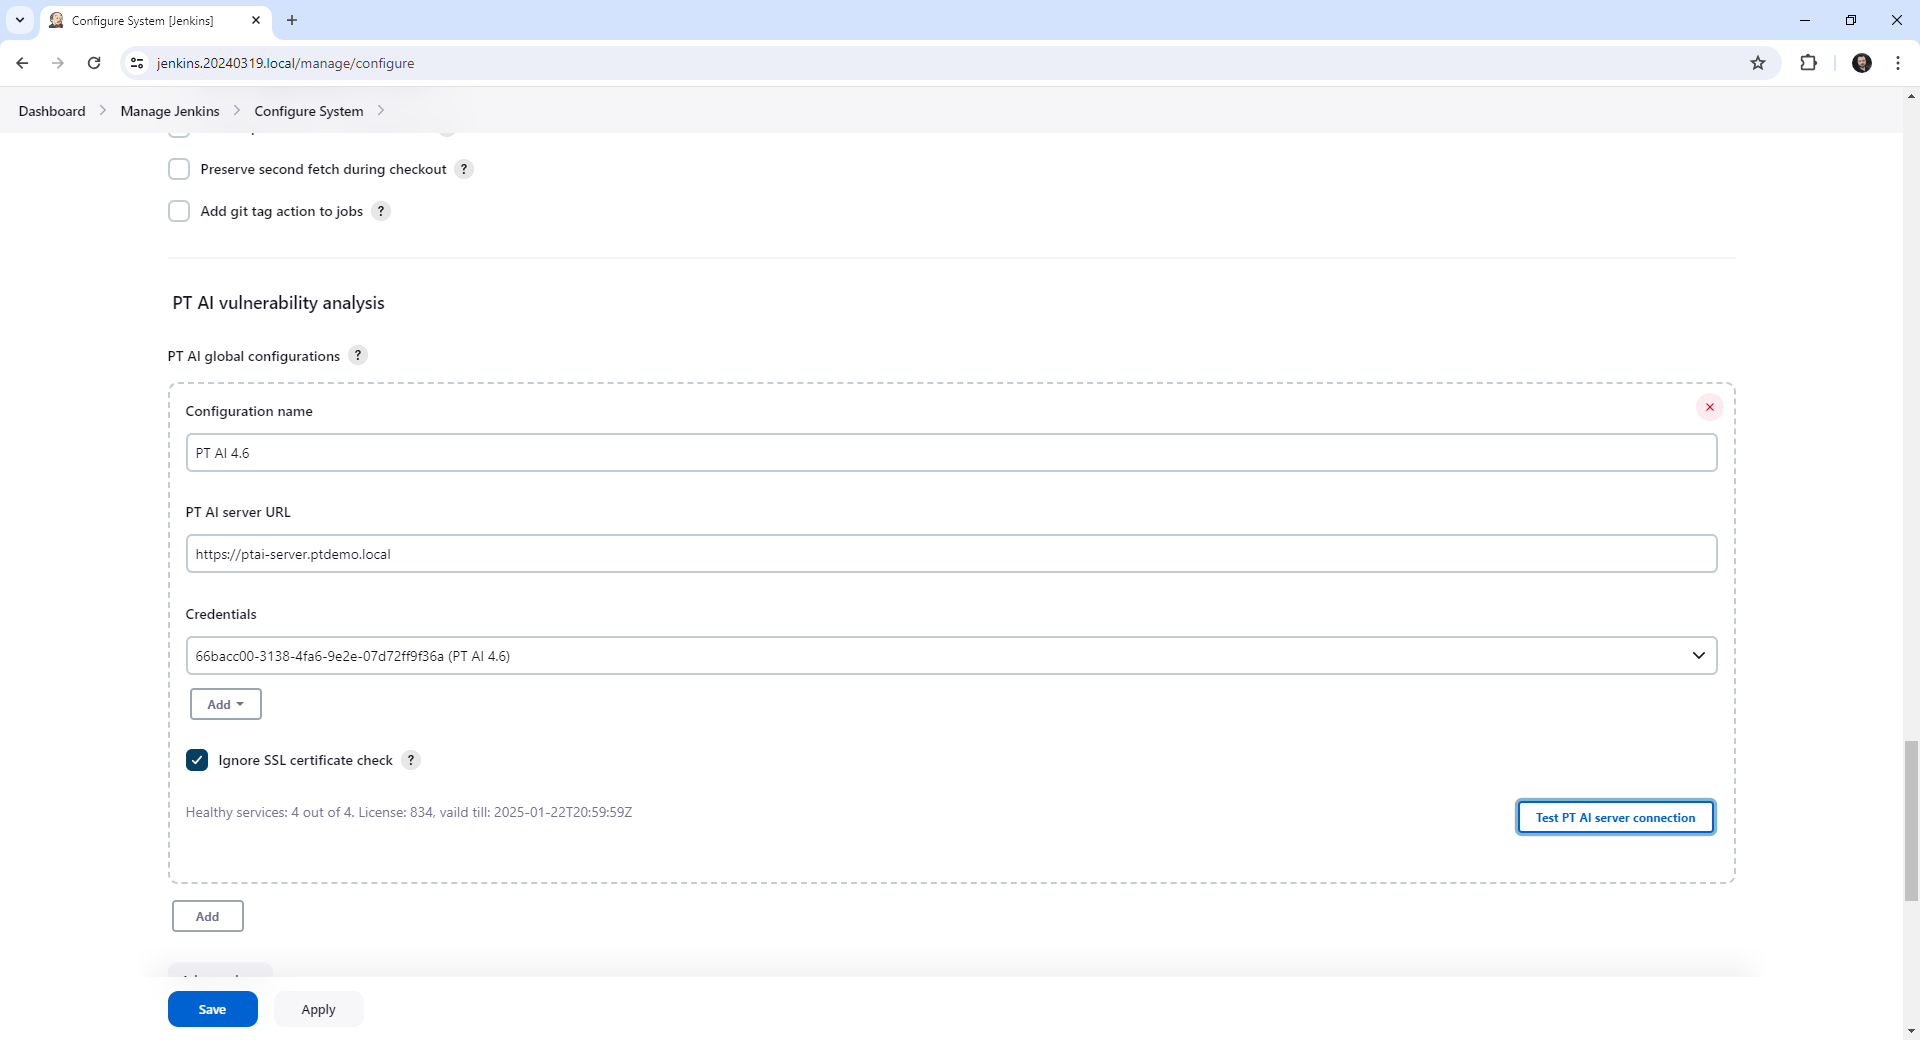 Configure System [Jenkins]
jenkins.20240319.local/manage/configure
Dashboard
Manage Jenkins
Configure System
Preserve second fetch during checkout ?
Add git tag action to jobs ?
PT AI vulnerability analysis
PT AI global configurations ?
Configuration name
PT AI 4.6
PT AI server URL
https://ptai-server.ptdemo.local
Credentials
66bacc00-3138-4fa6-9e2e-07d72ff9f36a (PT AI 4.6)
Add
Ignore SSL certificate check ?
Healthy services: 4 out of 4. License: 834, vaild till: 2025-01-22T20:59:59Z
Test PT AI server connection
Add
Save
Apply